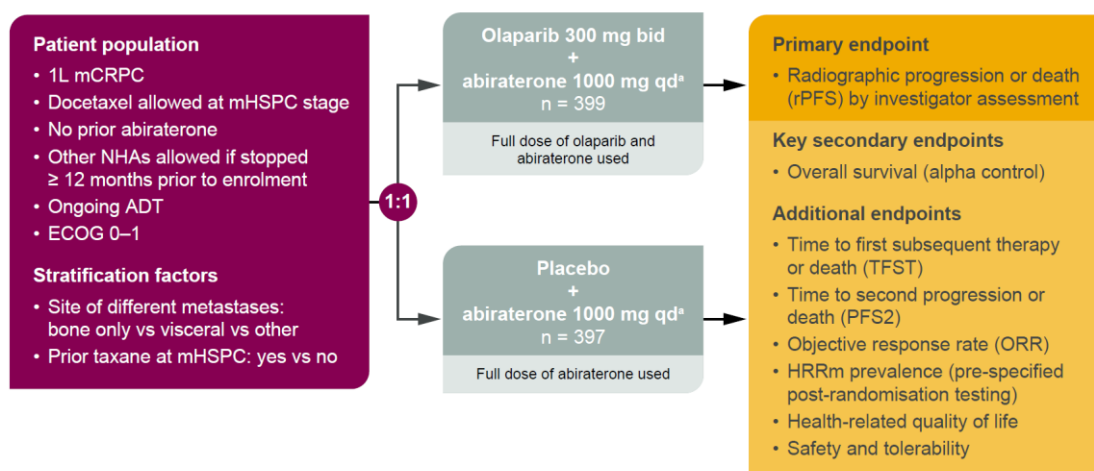 Patient population
• 1L mCRPC
• Docetaxel allowed at mHSPC stage
• No prior abiraterone
• Other NHAs allowed if stopped
≥ 12 months prior to enrolment
• Ongoing ADT
• ECOG 0–1
Stratification factors
• Site of different metastases:
bone only vs visceral vs other
• Prior taxane at mHSPC: yes vs no
1:1
Olaparib 300 mg bid
+
abiraterone 1000 mg qdᵃ
n = 399
Full dose of olaparib and
abiraterone used
Placebo
+
abiraterone 1000 mg qdᵃ
n = 397
Full dose of abiraterone used
Primary endpoint
• Radiographic progression or death
(rPFS) by investigator assessment
Key secondary endpoints
• Overall survival (alpha control)
Additional endpoints
• Time to first subsequent therapy
or death (TFST)
• Time to second progression or
death (PFS2)
• Objective response rate (ORR)
• HRRm prevalence (pre-specified
post-randomisation testing)
• Health-related quality of life
• Safety and tolerability